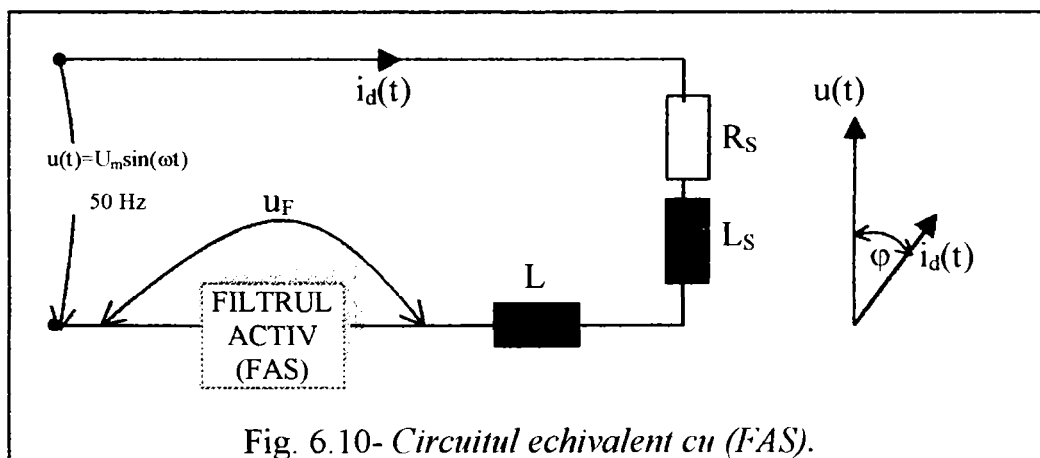 i_d(t)
u(t)
R_S
u(t)=U_m sin(ωt)
50 Hz
u_F
L_S
L
φ
i_d(t)
FILTRUL
ACTIV
(FAS)
Fig. 6.10- Circuitul echivalent cu (FAS).